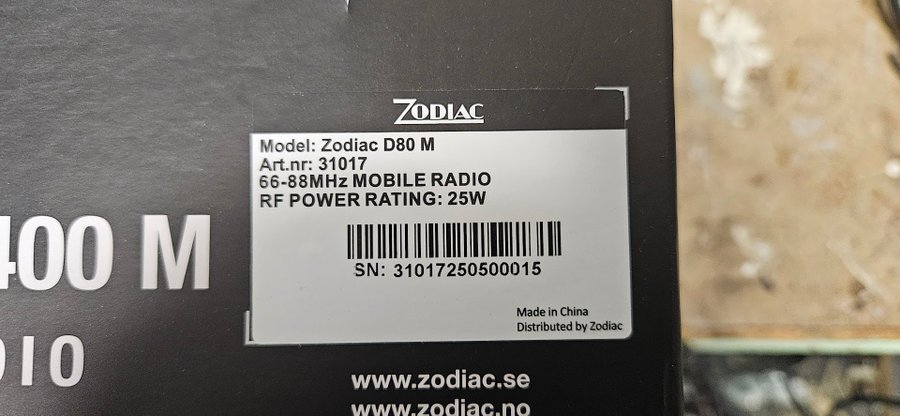 ZODIAC
Model: Zodiac D80 M
Art.nr: 31017
66-88MHz MOBILE RADIO
RF POWER RATING: 25W
SN: 31017250500015
Made in China
Distributed by Zodiac
400 M
DIO
www.zodiac.se
www.zodiac.no